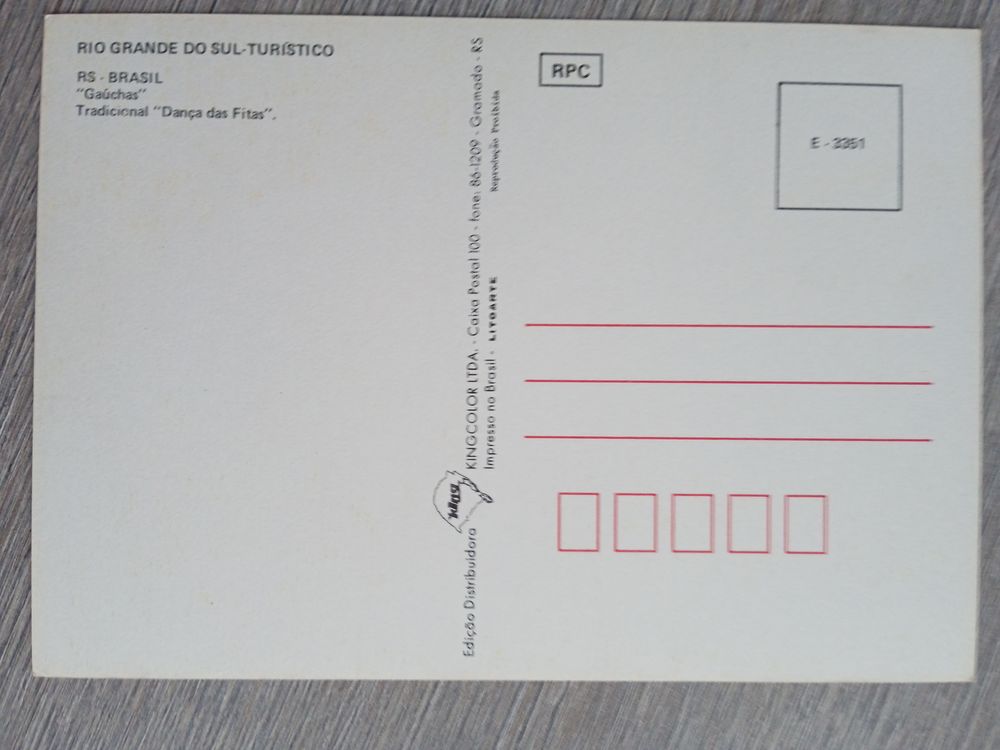 RIO GRANDE DO SUL-TURÍSTICO
RS - BRASIL
"Gaúchas"
Tradicional "Dança das Fitas".
Edição Distribuidora king KINGCOLOR LTDA. - Caixa Postal 100 - fone: 86-1209 - Gramado - RS
Impresso no Brasil - LITOARTE Reprodução Proibida
RPC
E - 3351